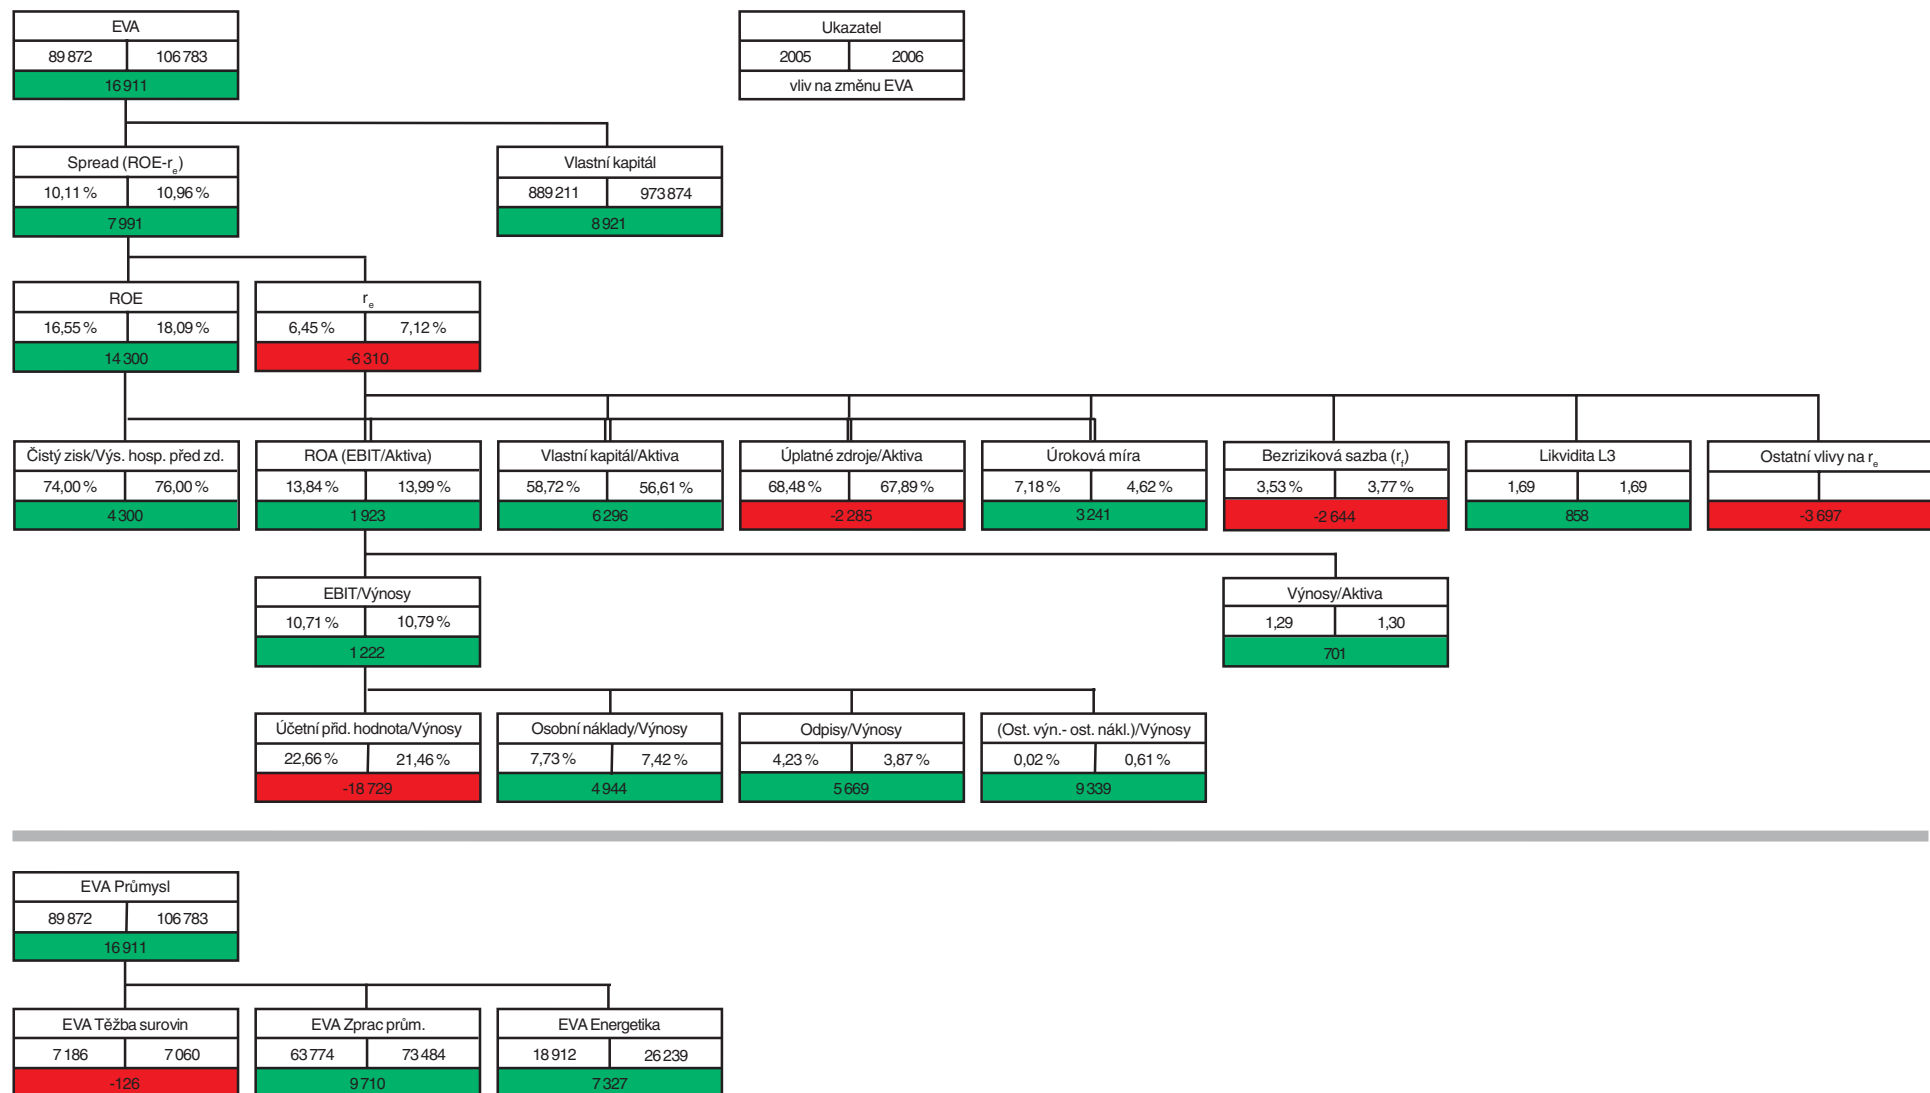 EVA
89 872 106 783
16 911
Ukazatel
2005 2006
vliv na změnu EVA
Spread (ROE-re)
10,11 % 10,96 %
7 991
Vlastní kapitál
889 211 973 874
8 921
ROE
16,55 % 18,09 %
14 300
re
6,45 % 7,12 %
-6 310
Čistý zisk/Výs. hosp. před zd.
74,00 % 76,00 %
4 300
ROA (EBIT/Aktiva)
13,84 % 13,99 %
1 923
Vlastní kapitál/Aktiva
58,72 % 56,61 %
6 296
Úplatné zdroje/Aktiva
68,48 % 67,89 %
-2 285
Úroková míra
7,18 % 4,62 %
3 241
Bezriziková sazba (rf)
3,53 % 3,77 %
-2 644
Likvidita L3
1,69 1,69
858
Ostatní vlivy na re
-3 697
EBIT/Výnosy
10,71 % 10,79 %
1 222
Výnosy/Aktiva
1,29 1,30
701
Účetní přid. hodnota/Výnosy
22,66 % 21,46 %
-18 729
Osobní náklady/Výnosy
7,73 % 7,42 %
4 944
Odpisy/Výnosy
4,23 % 3,87 %
5 669
(Ost. výn.- ost. nákl.)/Výnosy
0,02 % 0,61 %
9 339
EVA Průmysl
89 872 106 783
16 911
EVA Těžba surovin
7 186 7 060
-126
EVA Zprac prům.
63 774 73 484
9 710
EVA Energetika
18 912 26 239
7 327